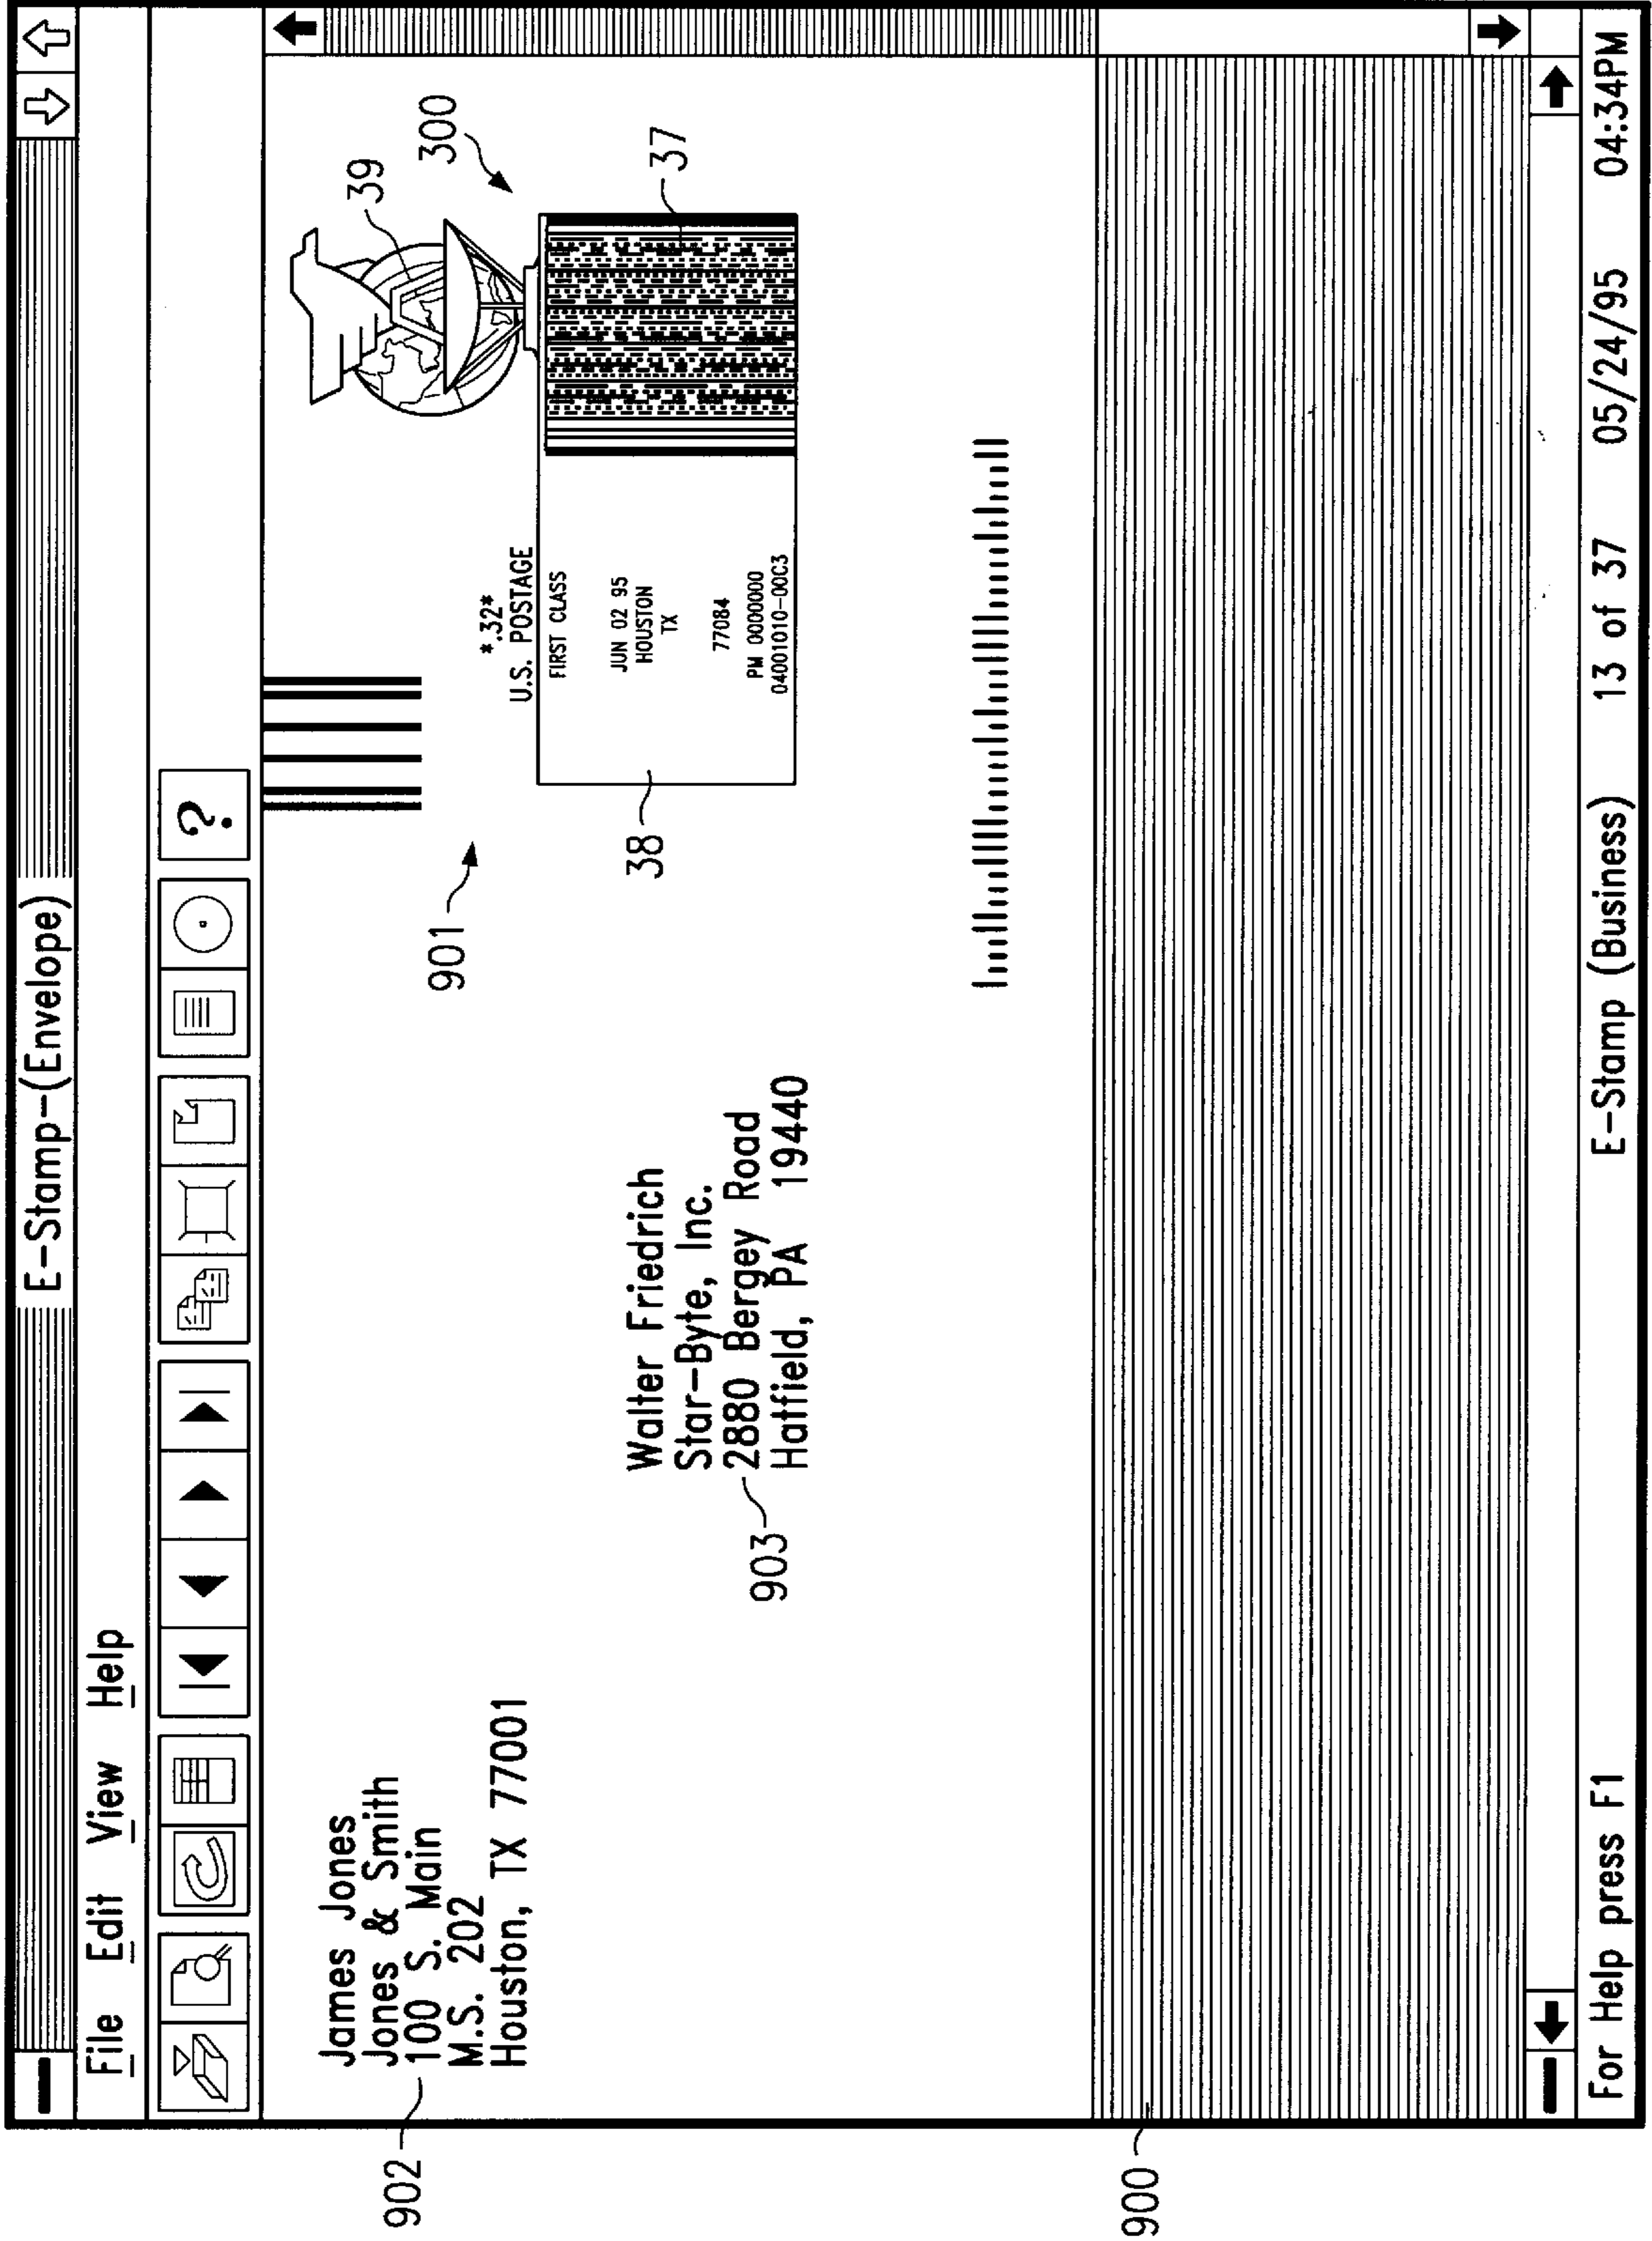 E-Stamp-(Envelope)
File Edit View Help
?
James Jones
Jones & Smith
100 S. Main
M.S. 202
Houston, TX 77001
902
901
*.32*
U.S. POSTAGE
FIRST CLASS
JUN 02 95
HOUSTON
TX
77084
PM 0000000
04001010-00C3
38
39
300
37
Walter Friedrich
Star-Byte, Inc.
2880 Bergey Road
Hatfield, PA 19440
903
900
For Help press F1 E-Stamp (Business) 13 of 37 05/24/95 04:34PM